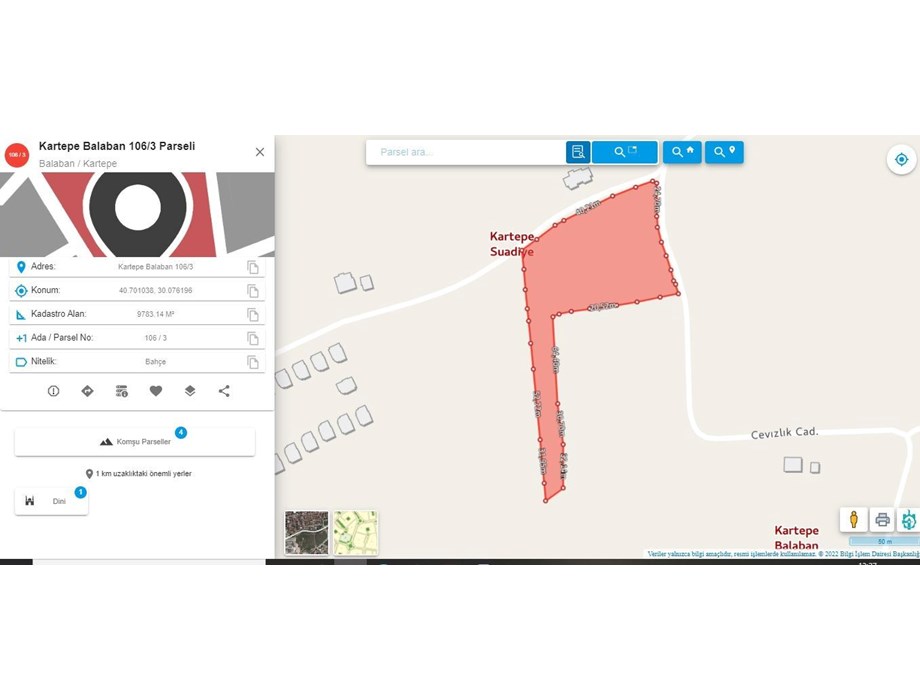 106 / 3
Kartepe Balaban 106/3 Parseli
Balaban / Kartepe
Adres: Kartepe Balaban 106/3
Konum: 40.701038, 30.076196
Kadastro Alan: 9783.14 M²
+1 Ada / Parsel No: 106 / 3
Nitelik: Bahçe
Komşu Parseller 4
1 km uzaklıktaki önemli yerler
Dini 1
Parsel ara...
Kartepe
Suadiye
Cevizlik Cad.
Kartepe
Balaban
50 m
Veriler yalnızca bilgi amaçlıdır, resmi işlemlerde kullanılamaz. © 2022 Bilgi İşlem Dairesi Başkanlığı